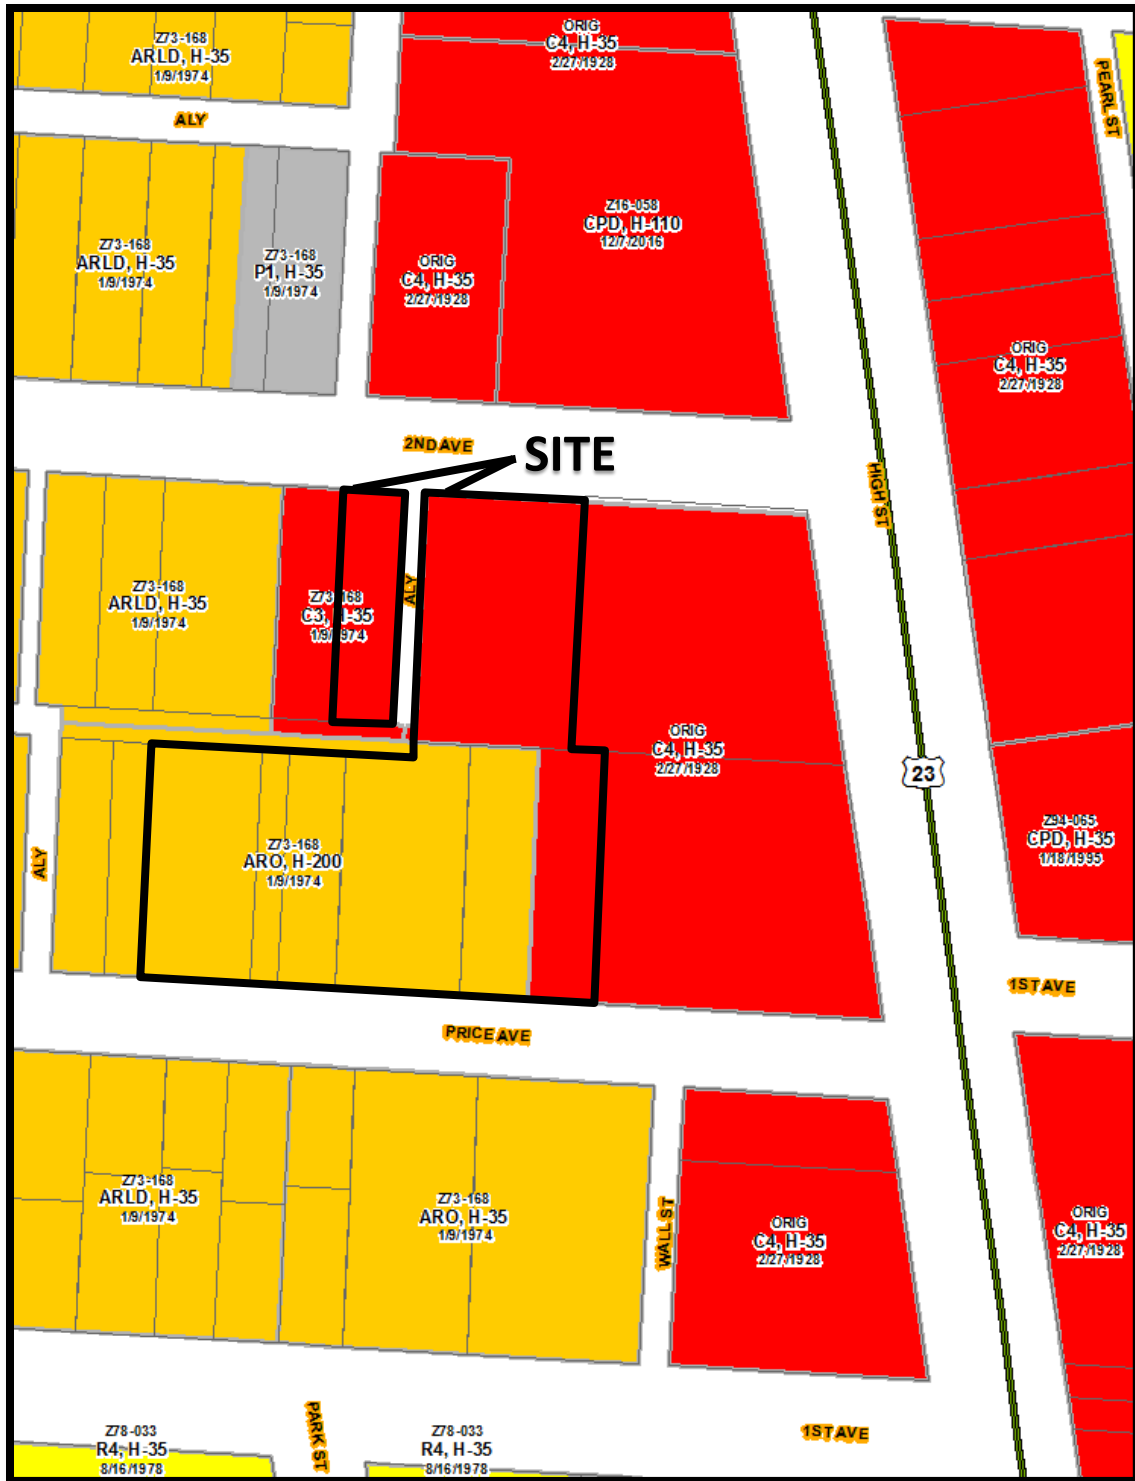 ORIG
C4, H-35
2/27/1928
Z73-168
ARLD, H-35
1/9/1974
PEARL ST
ALY
Z16-058
CPD, H-110
12/7/2016
Z73-168
ARLD, H-35
1/9/1974
Z73-168
P1, H-35
1/9/1974
ORIG
C4, H-35
2/27/1928
ORIG
C4, H-35
2/27/1928
2ND AVE
SITE
HIGH ST
Z73-168
ARLD, H-35
1/9/1974
Z73-168
C3, H-35
1/9/1974
ALY
ORIG
C4, H-35
2/27/1928
23
Z94-065
CPD, H-35
1/18/1995
Z73-168
ARO, H-200
1/9/1974
ALY
1ST AVE
PRICE AVE
Z73-168
ARLD, H-35
1/9/1974
Z73-168
ARO, H-35
1/9/1974
WALL ST
ORIG
C4, H-35
2/27/1928
ORIG
C4, H-35
2/27/1928
PARK ST
Z78-033
R4, H-35
8/16/1978
Z78-033
R4, H-35
8/16/1978
1ST AVE